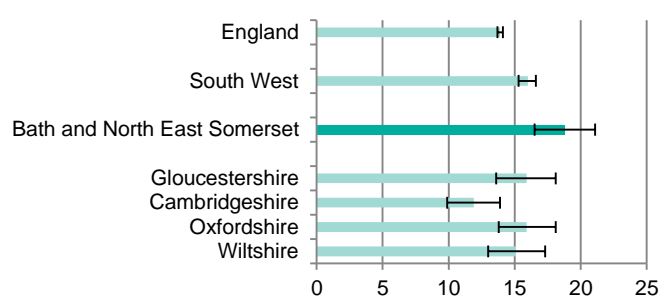 England
South West
Bath and North East Somerset
Gloucestershire
Cambridgeshire
Oxfordshire
Wiltshire
0 5 10 15 20 25